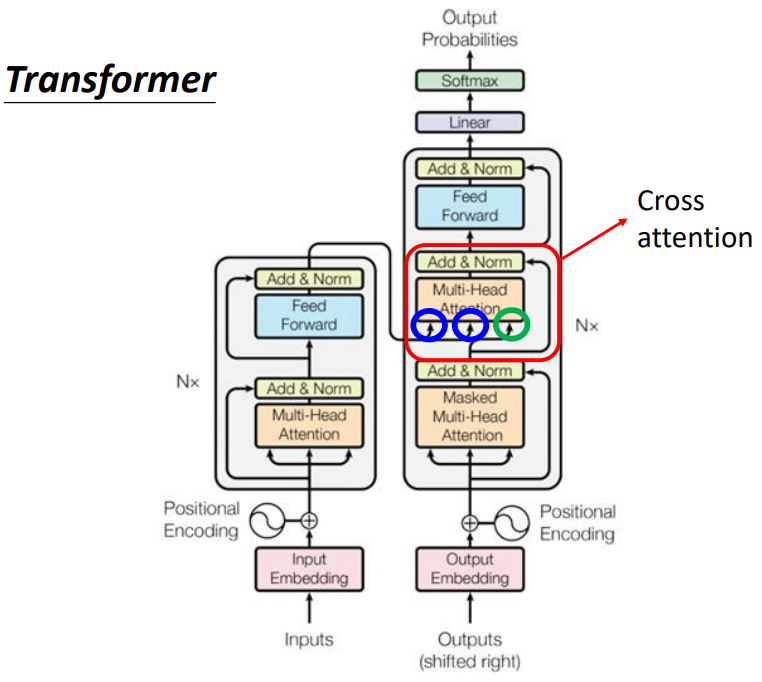 Transformer
Output
Probabilities
Softmax
Linear
Add & Norm
Feed
Forward
Add & Norm
Multi-Head
Attention
Cross
attention
N×
Add & Norm
Masked
Multi-Head
Attention
Add & Norm
Feed
Forward
N×
Add & Norm
Multi-Head
Attention
Positional
Encoding
Positional
Encoding
Input
Embedding
Output
Embedding
Inputs
Outputs
(shifted right)